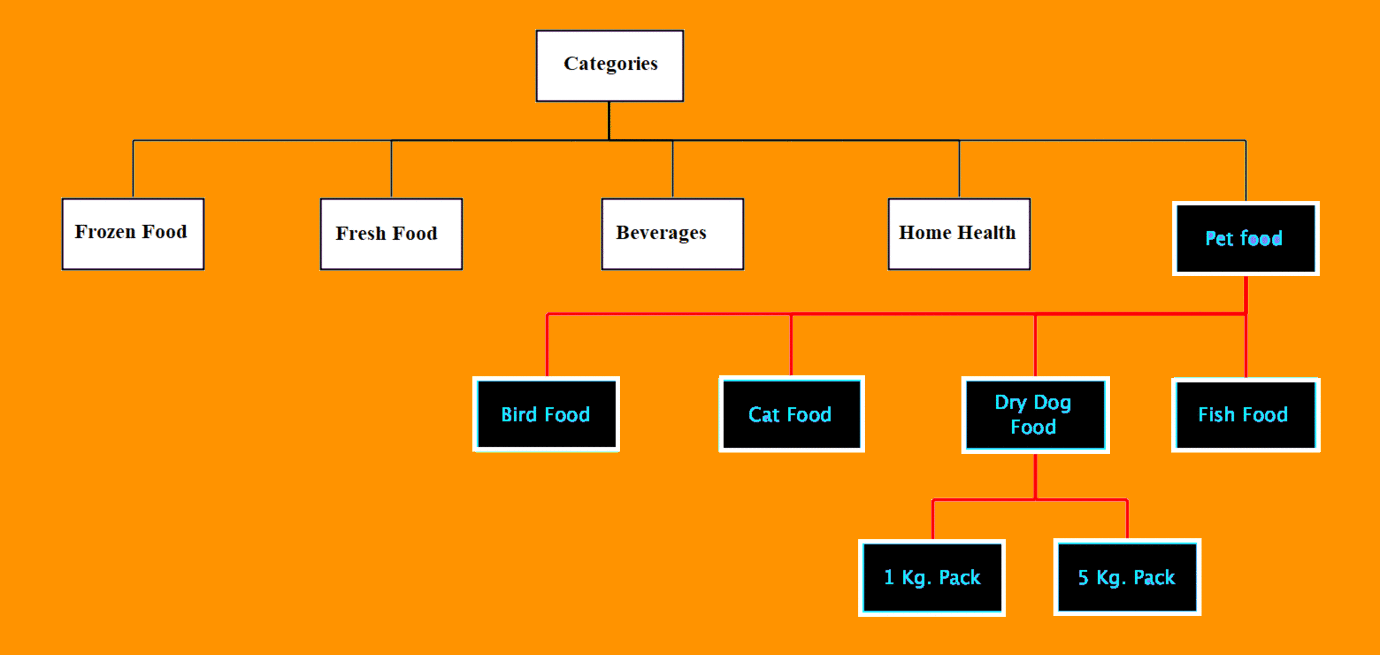 Categories
Frozen Food
Fresh Food
Beverages
Home Health
Pet food
Bird Food
Cat Food
Dry Dog
Food
Fish Food
1 Kg. Pack
5 Kg. Pack